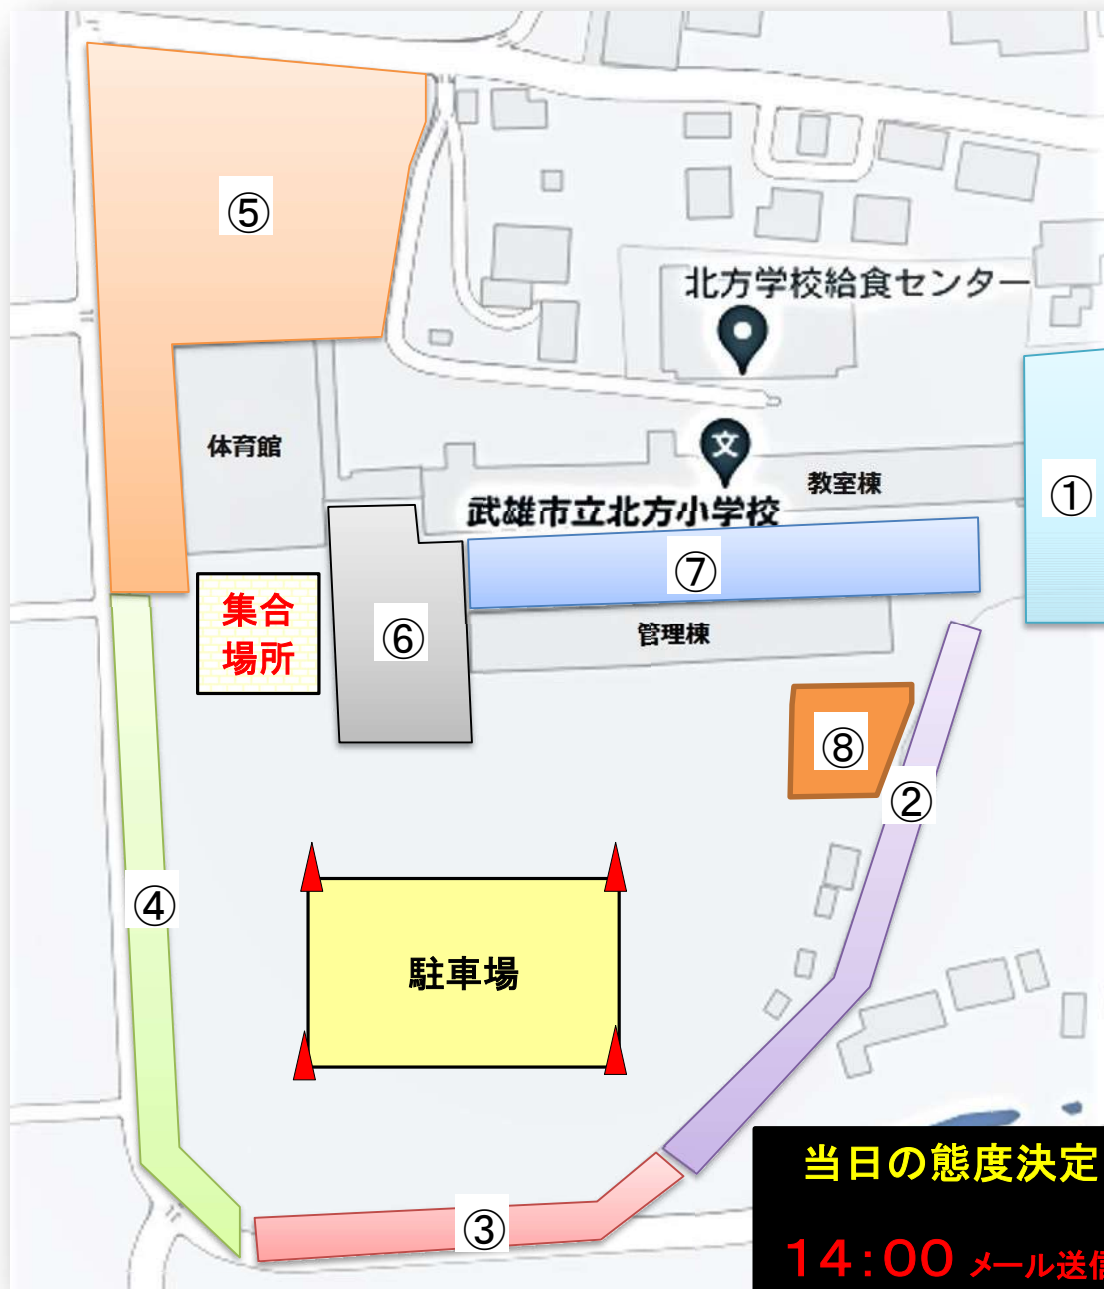 ⑤
北方学校給食センター
体育館
文
教室棟
①
武雄市立北方小学校
⑦
集合
場所
⑥
管理棟
⑧
②
④
駐車場
③
当日の態度決定
14:00 メール送信